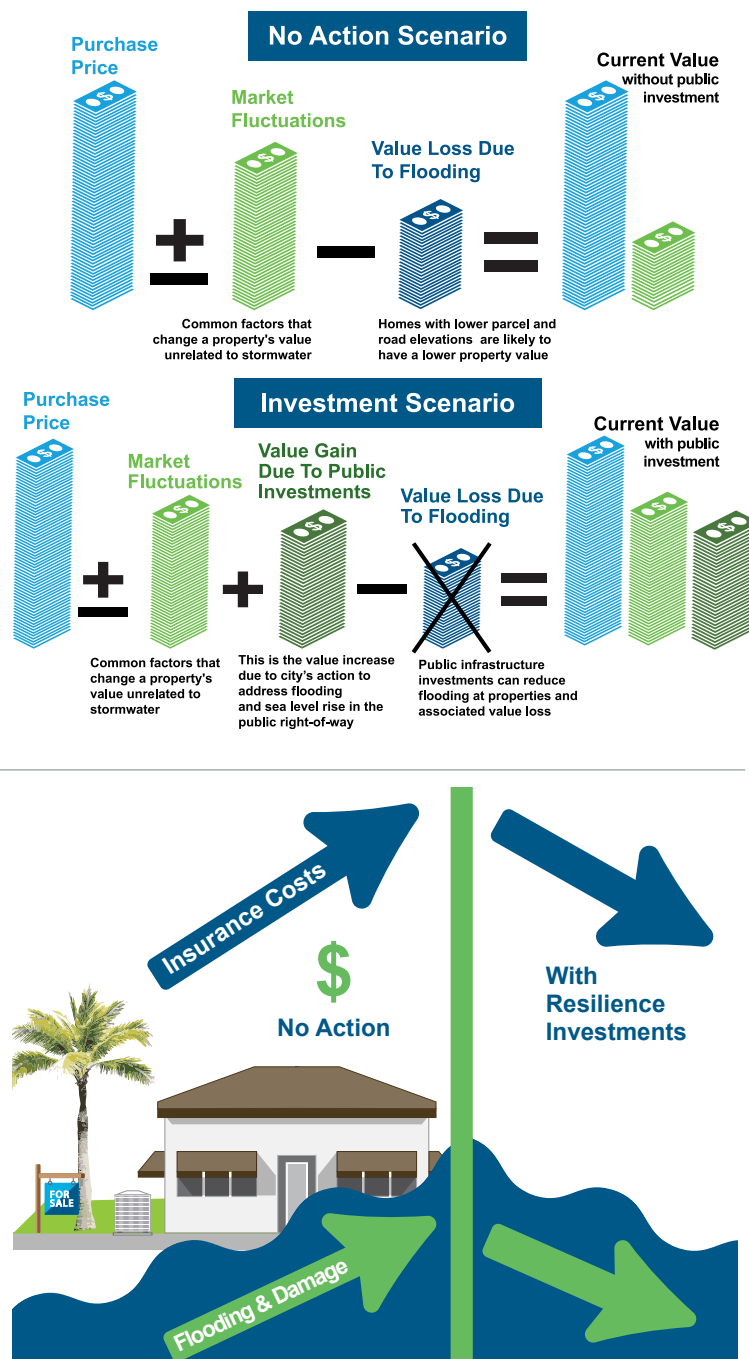 No Action Scenario
Purchase
Price
Market
Fluctuations
Value Loss Due
To Flooding
Current Value
without public
investment
$
$
$
$
$
Common factors that
change a property's value
unrelated to stormwater
Homes with lower parcel and
road elevations are likely to
have a lower property value
Investment Scenario
Purchase
Price
Market
Fluctuations
Value Gain
Due To Public
Investments
Value Loss Due
To Flooding
Current Value
with public
investment
$
$
$
$
$
$
$
Common factors that
change a property's
value unrelated to
stormwater
This is the value increase
due to city's action to
address flooding
and sea level rise in the
public right-of-way
Public infrastructure
investments can reduce
flooding at properties and
associated value loss
Insurance Costs
$
No Action
With
Resilience
Investments
FOR
SALE
Flooding & Damage